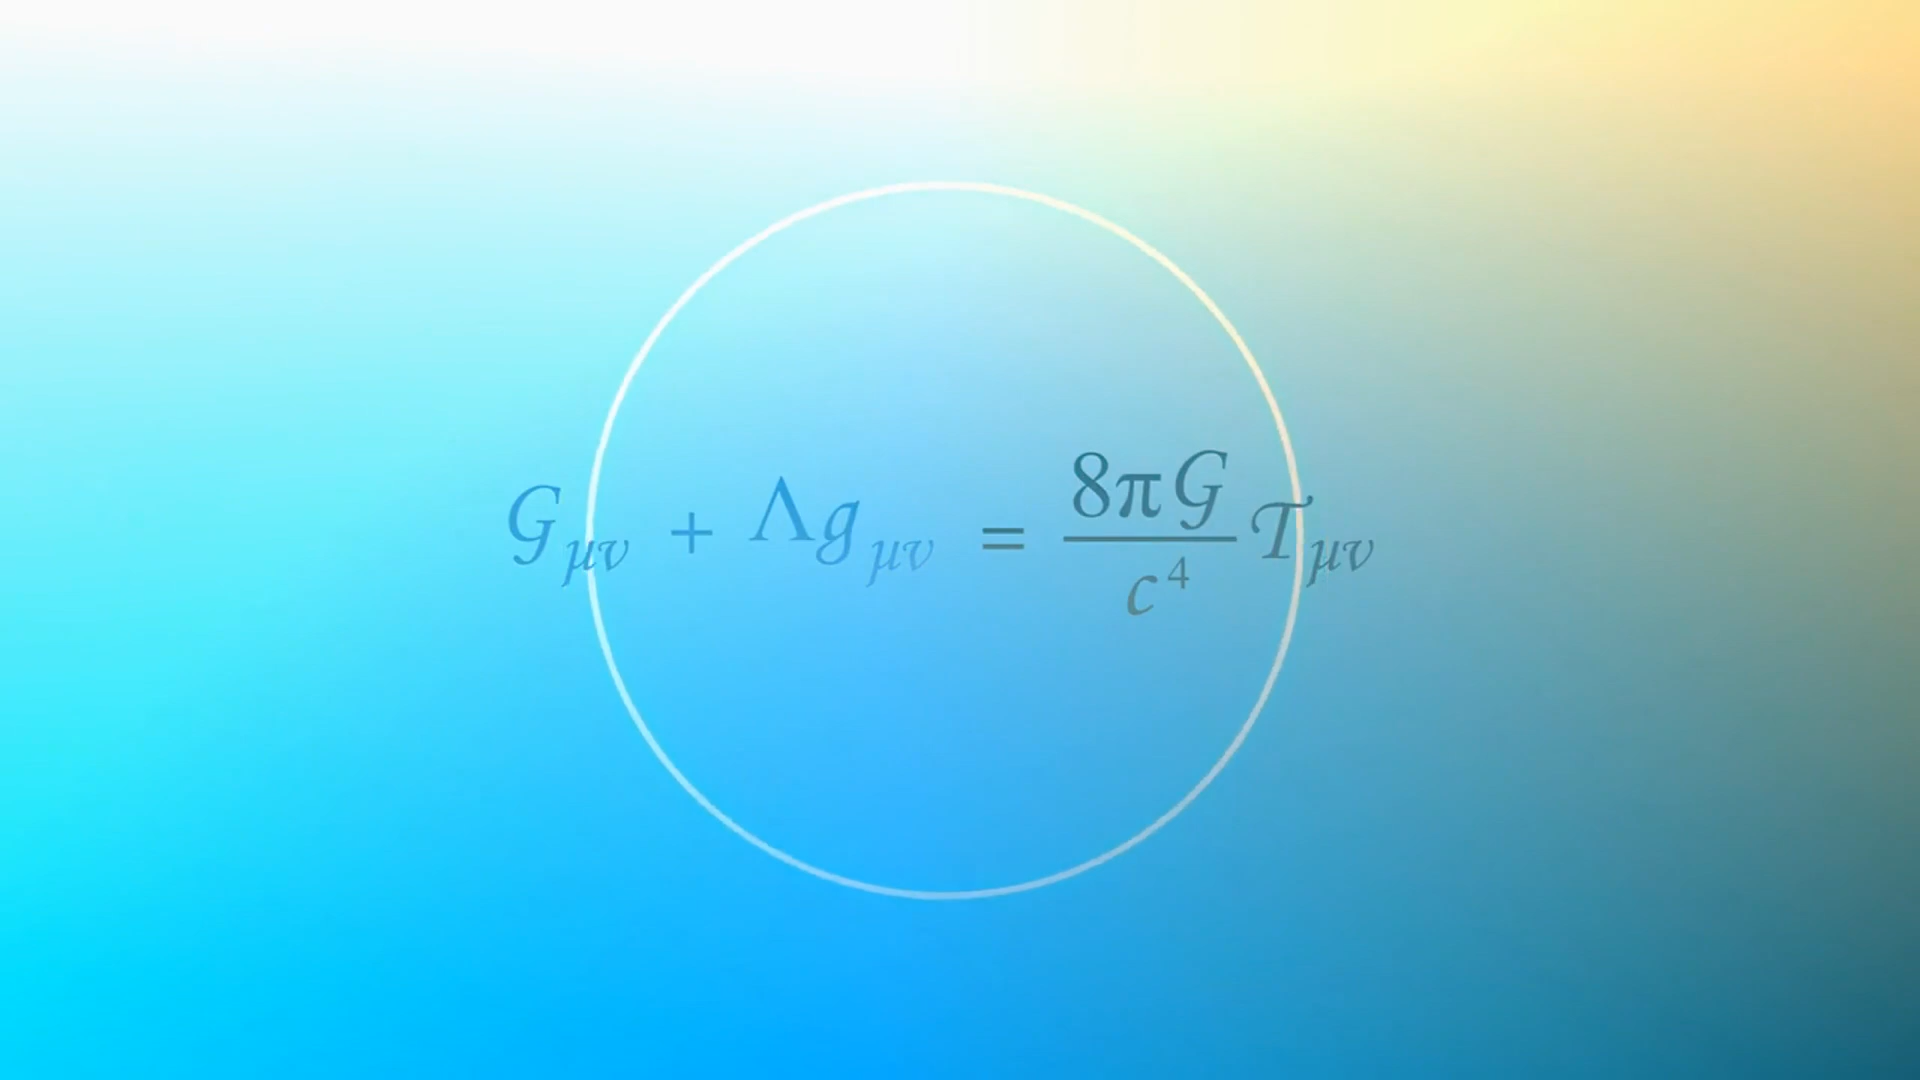 G_μν + Λg_μν = 8πG/c⁴ T_μν